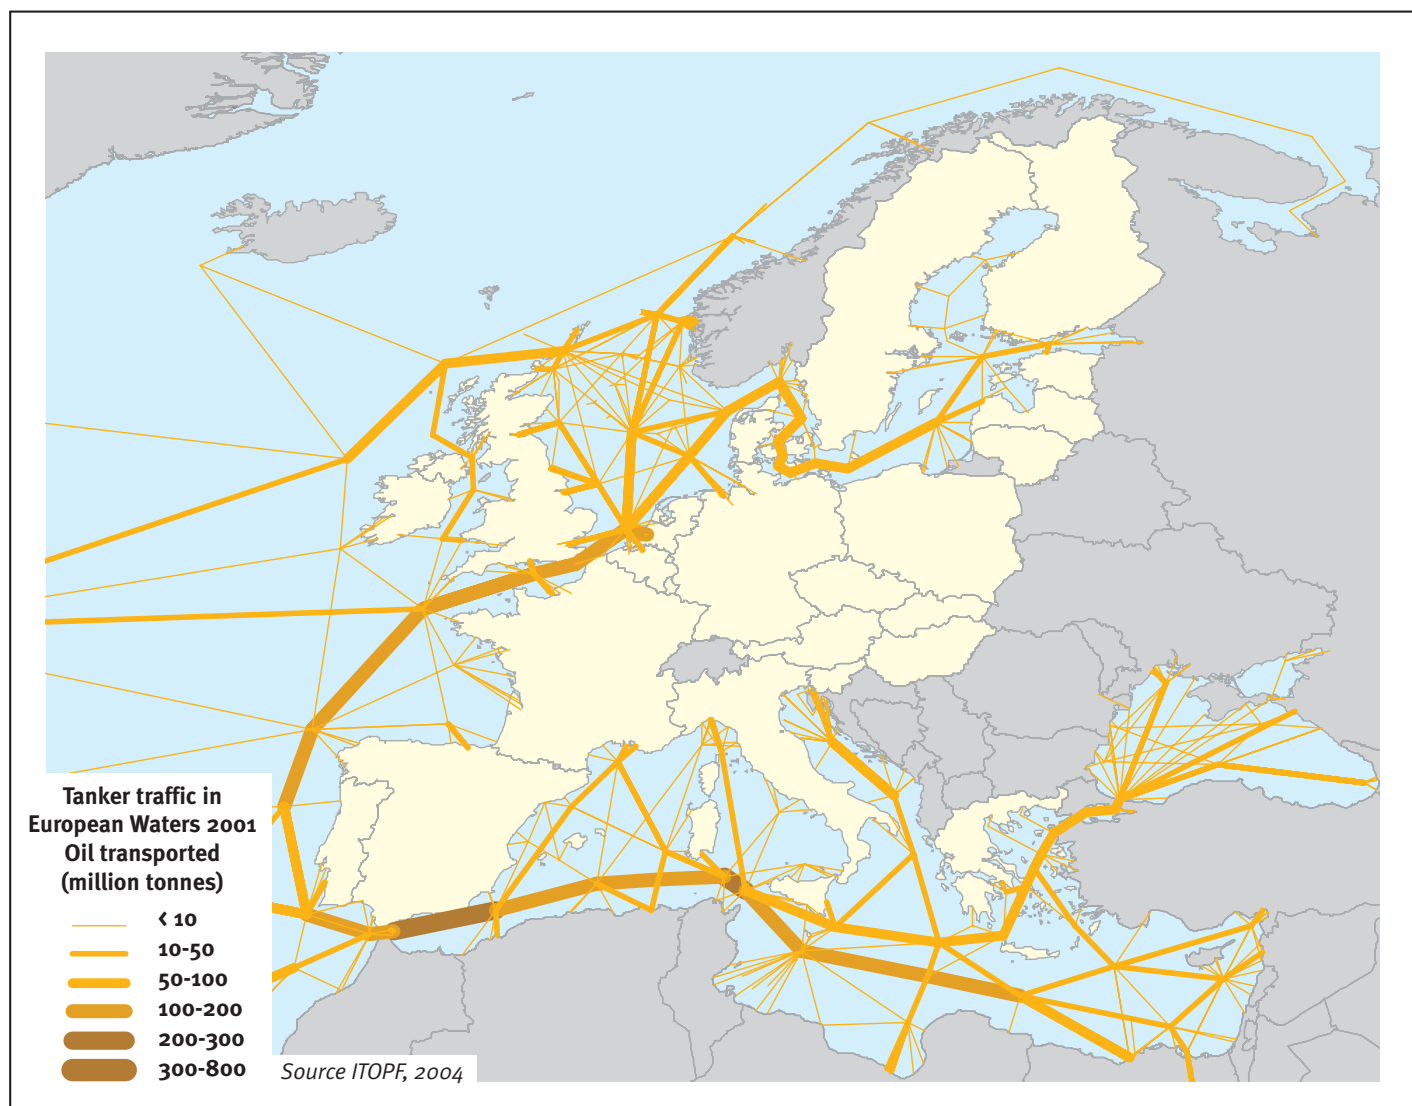 Tanker traffic in
European Waters 2001
Oil transported
(million tonnes)
< 10
10-50
50-100
100-200
200-300
300-800
Source ITOPF, 2004